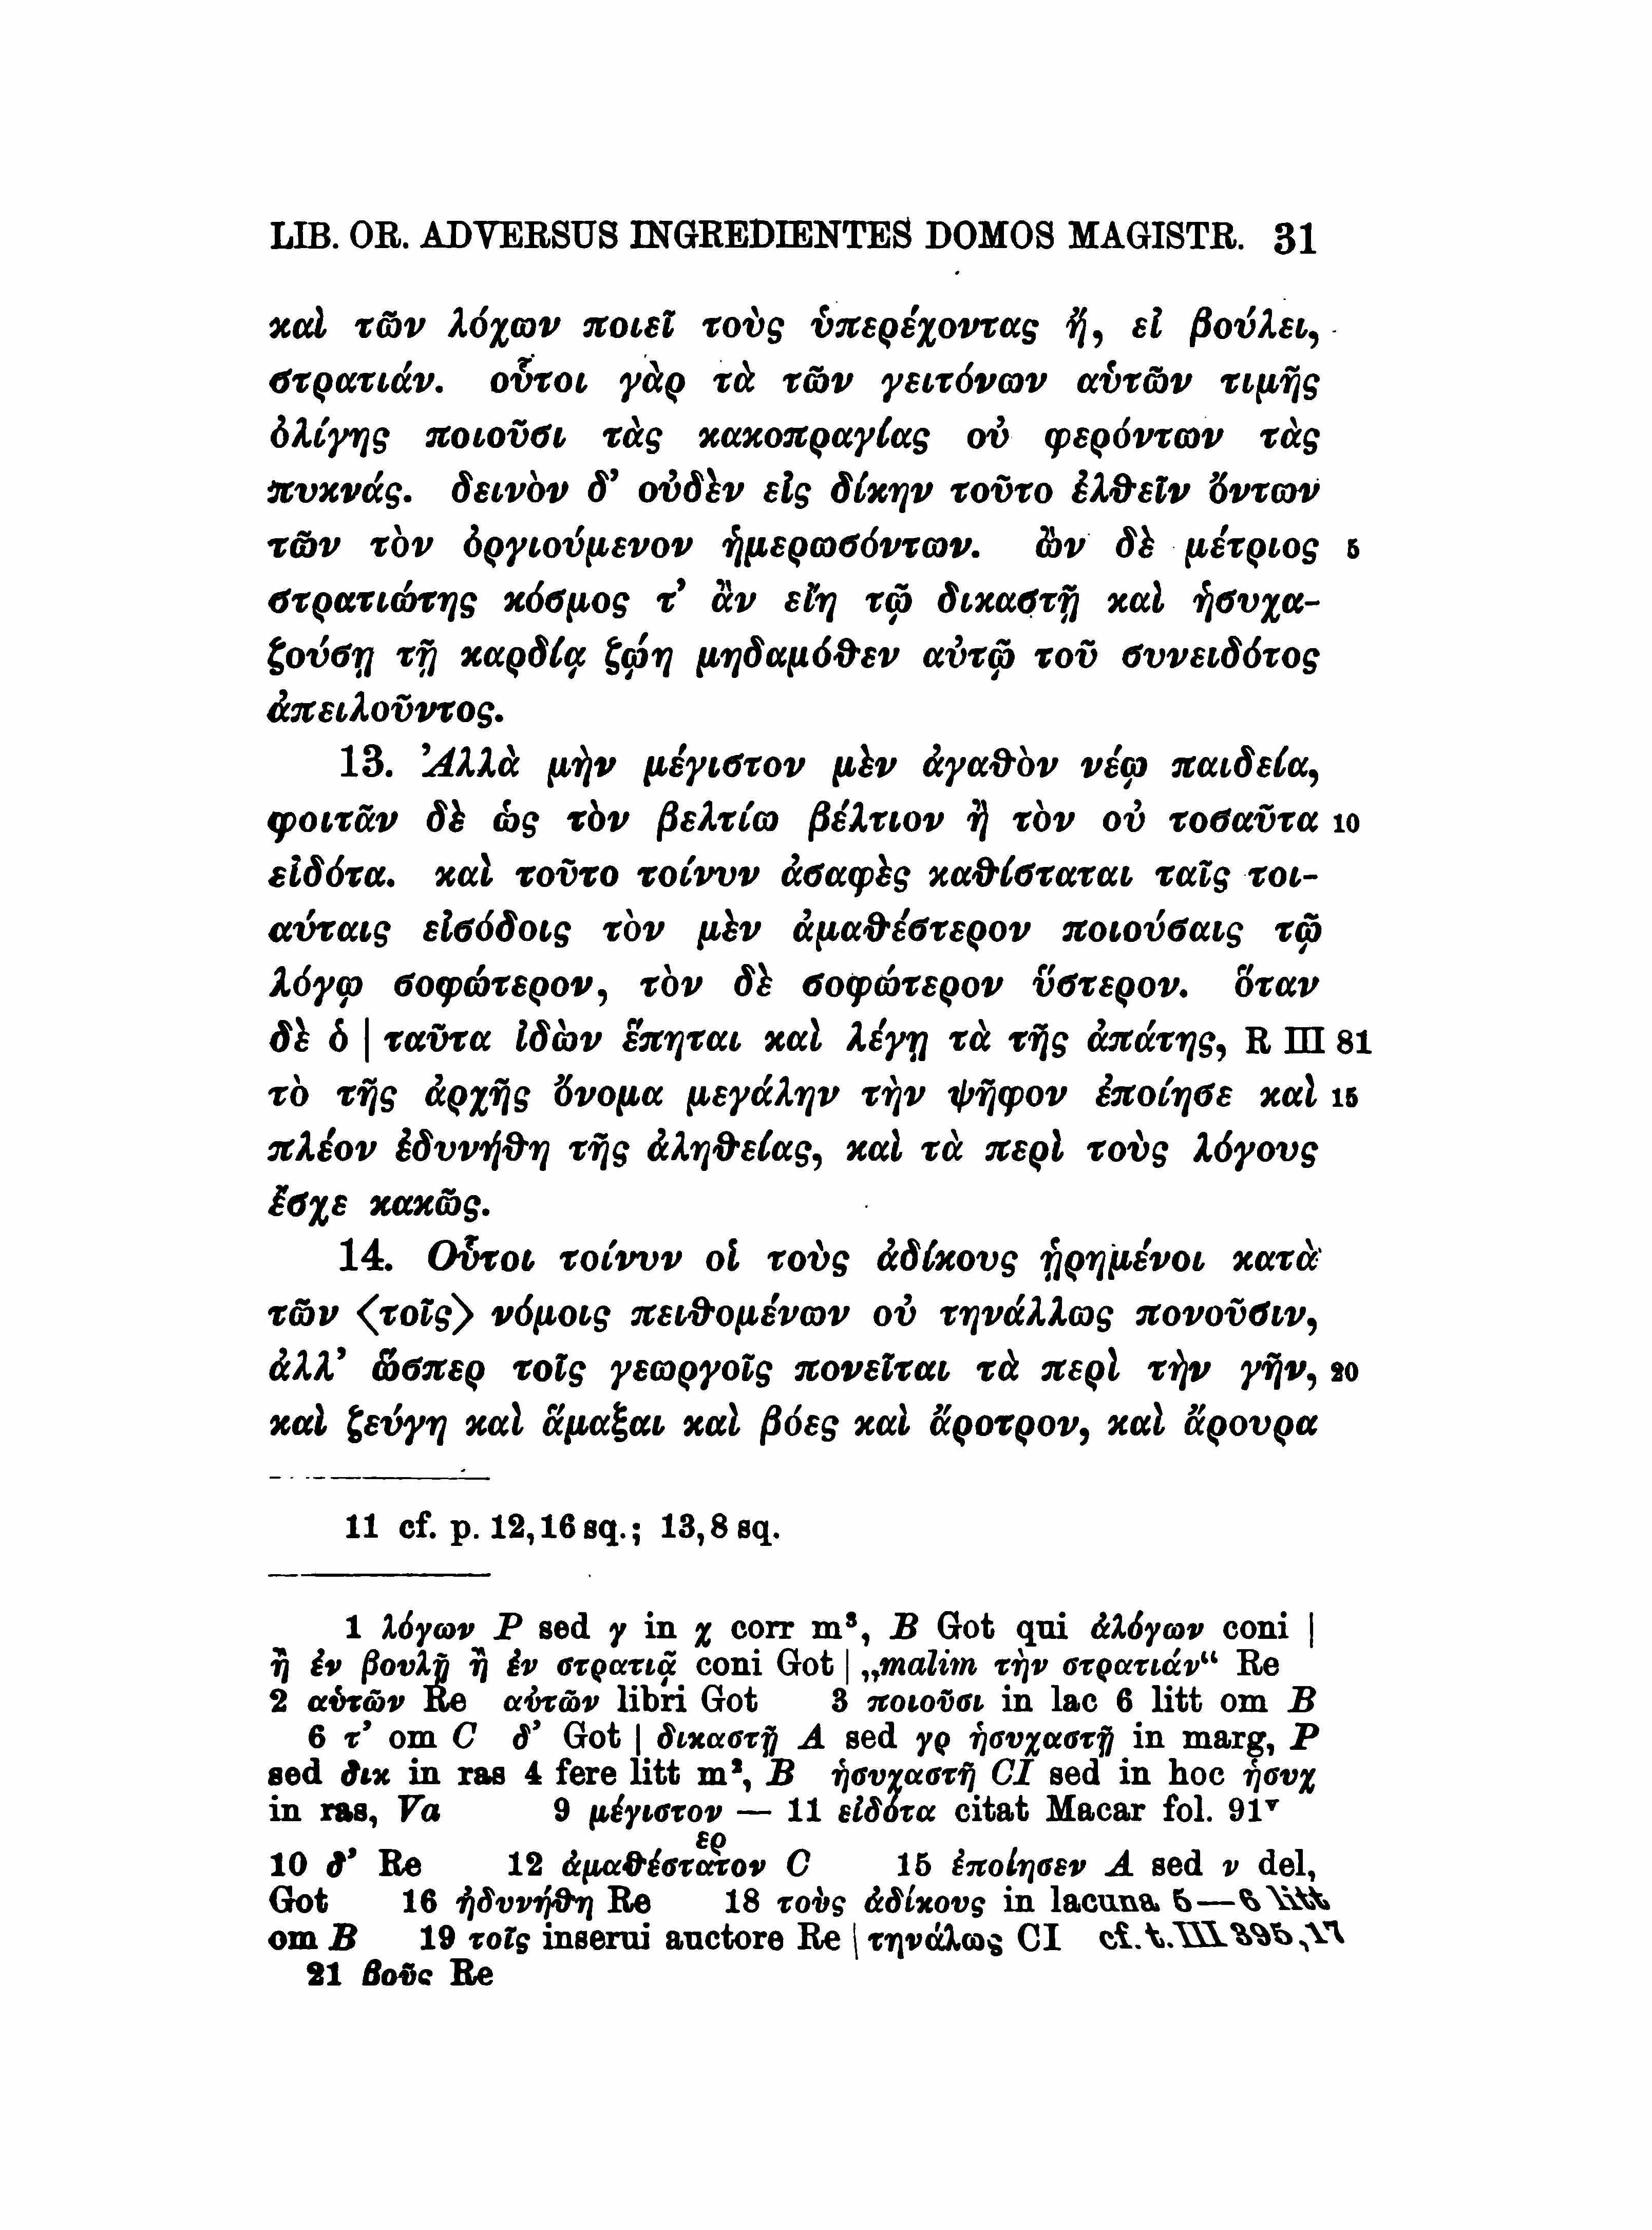 LIB. OR. ADVERSUS INGREDIENTES DOMOS MAGISTR. 31
καὶ τῶν λόχων ποιεῖ τοὺς ὑπερέχοντας ἤ, εἰ βούλει,
στρατιάν. οὗτοι γὰρ τὰ τῶν γειτόνων αὑτῶν τιμῆς
ὀλίγης ποιοῦσι τὰς κακοπραγίας οὐ φερόντων τὰς
πυκνάς. δεινὸν δ’ οὐδὲν εἰς δίκην τοῦτο ἐλθεῖν ὄντων
τῶν τὸν ὀργιούμενον ἡμερωσόντων. ὢν δὲ μέτριος 5
στρατιώτης κόσμος τ’ ἂν εἴη τῷ δικαστῇ καὶ ἡσυχα-
ζούσῃ τῇ καρδίᾳ ζῴη μηδαμόθεν αὐτῷ τοῦ συνειδότος
ἀπειλοῦντος.
13. Ἀλλὰ μὴν μέγιστον μὲν ἀγαθὸν νέῳ παιδεία,
φοιτᾶν δὲ ὡς τὸν βελτίω βέλτιον ἢ τὸν οὐ τοσαῦτα 10
εἰδότα. καὶ τοῦτο τοίνυν ἀσαφὲς καθίσταται ταῖς τοι-
αύταις εἰσόδοις τὸν μὲν ἀμαθέστερον ποιούσαις τῷ
λόγῳ σοφώτερον, τὸν δὲ σοφώτερον ὕστερον. ὅταν
δὲ ὁ | ταῦτα ἰδὼν ἕπηται καὶ λέγῃ τὰ τῆς ἀπάτης, R III 81
τὸ τῆς ἀρχῆς ὄνομα μεγάλην τὴν ψῆφον ἐποίησε καὶ 15
πλέον ἐδυνήθη τῆς ἀληθείας, καὶ τὰ περὶ τοὺς λόγους
ἔσχε κακῶς.
14. Οὗτοι τοίνυν οἱ τοὺς ἀδίκους ᾑρημένοι κατὰ
τῶν ⟨τοῖς⟩ νόμοις πειθομένων οὐ τηνάλλως πονοῦσιν,
ἀλλ’ ὥσπερ τοῖς γεωργοῖς πονεῖται τὰ περὶ τὴν γῆν, 20
καὶ ζεύγη καὶ ἅμαξαι καὶ βόες καὶ ἄροτρον, καὶ ἄρουρα
11 cf. p. 12,16 sq.; 13,8 sq.
1 λόγων P sed γ in χ corr m³, B Got qui ἀλόγων coni |
ἢ ἐν βουλῇ ἢ ἐν στρατιᾷ coni Got | „malim τὴν στρατιάν“ Re
2 αὑτῶν Re αὐτῶν libri Got 3 ποιοῦσι in lac 6 litt om B
6 τ’ om C δ’ Got | δικαστῇ A sed γρ ἡσυχαστῇ in marg, P
sed δικ in ras 4 fere litt m², B ἡσυχαστῇ CI sed in hoc ἡσυχ
in ras, Va 9 μέγιστον — 11 εἰδότα citat Macar fol. 91ᵛ
10 δ’ Re 12 ἀμαθέστατον C ερ 15 ἐποίησεν A sed ν del,
Got 16 ἠδυνήθη Re 18 τοὺς ἀδίκους in lacuna 5—6 litt
om B 19 τοῖς inserui auctore Re | τηνάλως CI cf. t. III 395,17
21 βοῦς Re